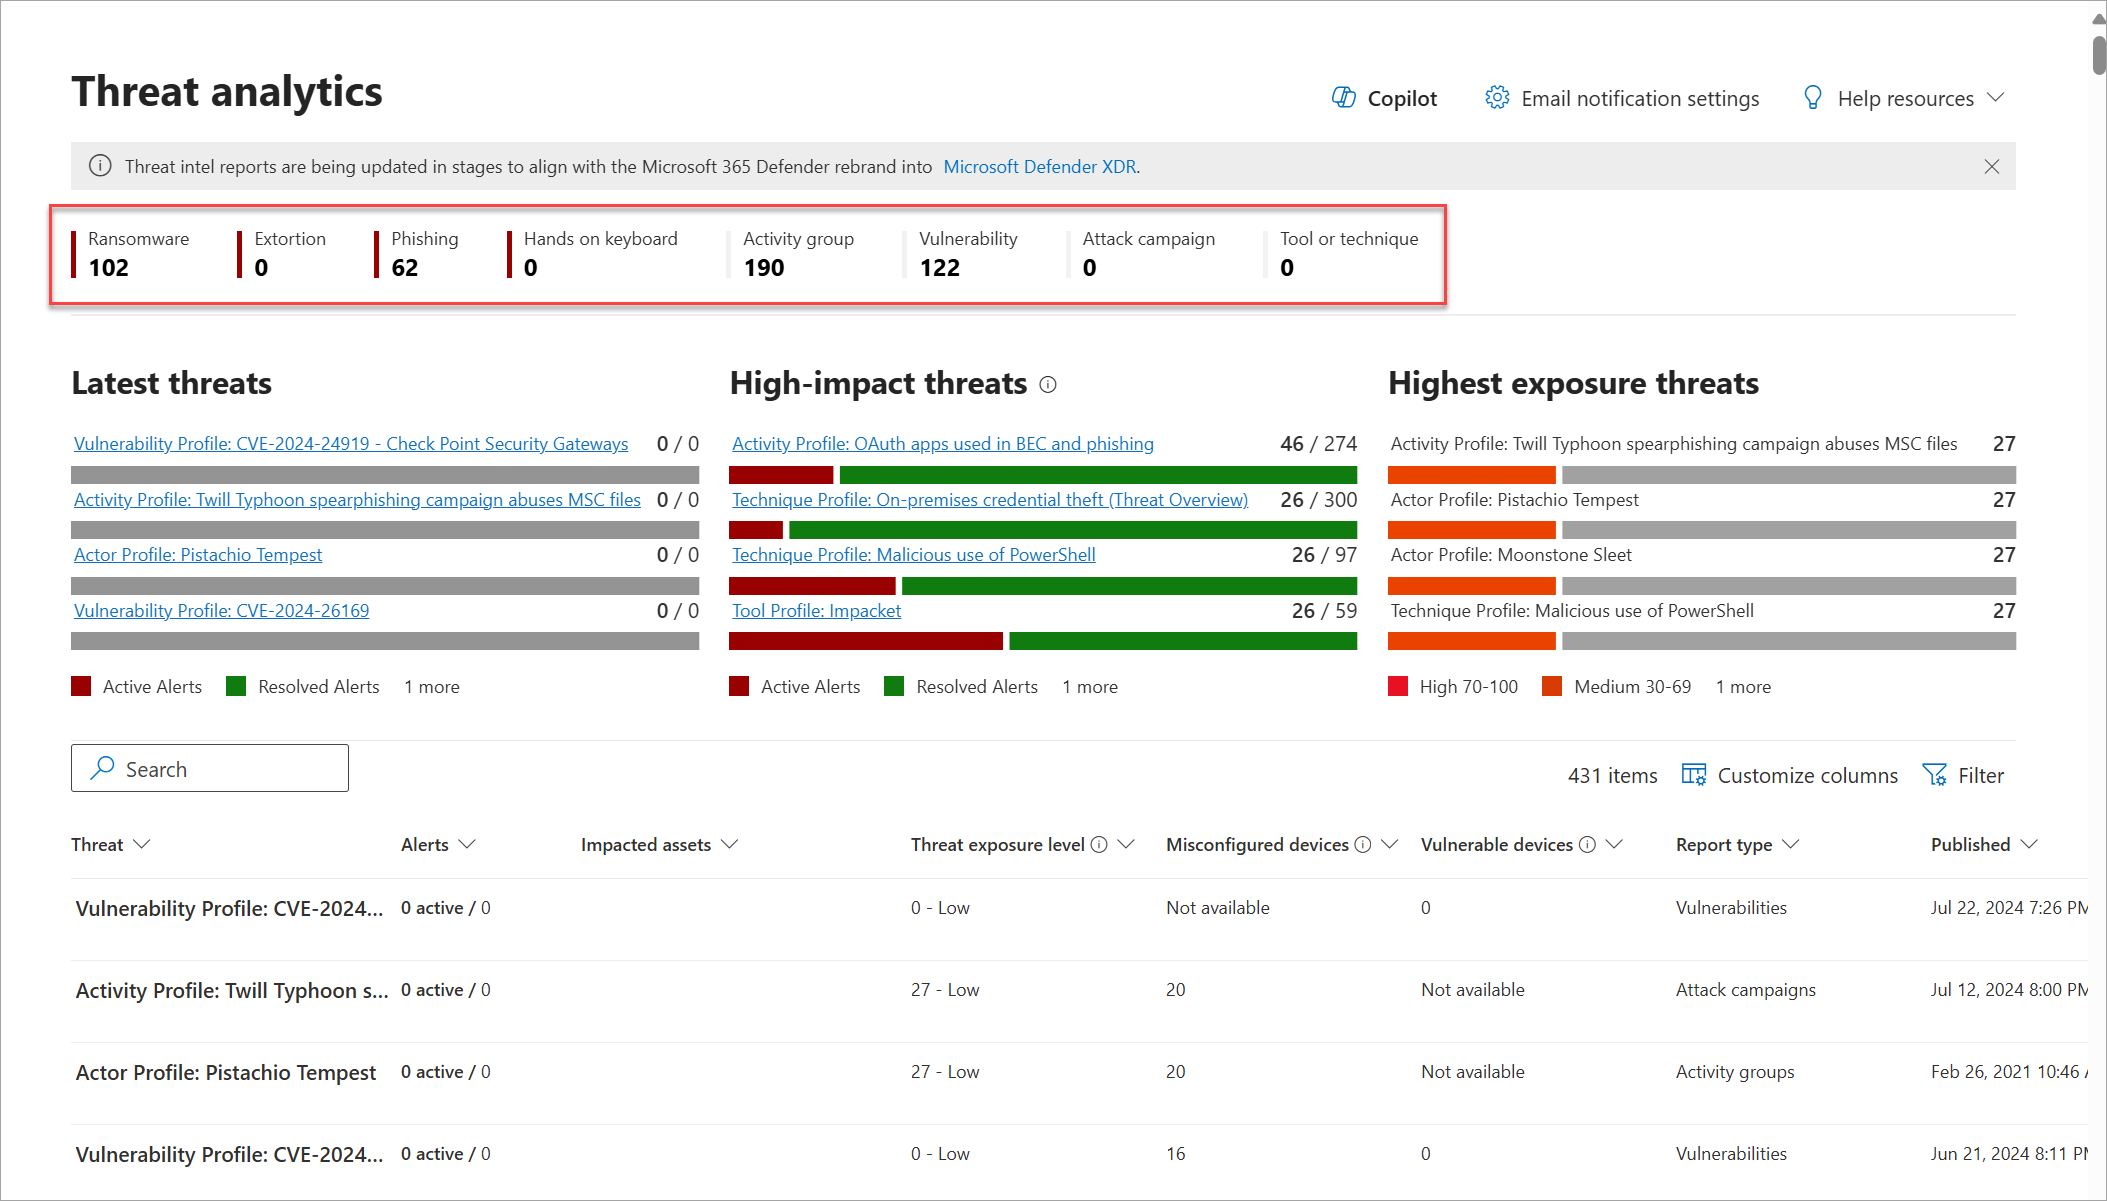 Threat analytics
Copilot
Email notification settings
Help resources
Threat intel reports are being updated in stages to align with the Microsoft 365 Defender rebrand into Microsoft Defender XDR.
Ransomware Extortion Phishing Hands on keyboard Activity group Vulnerability Attack campaign Tool or technique
102 0 62 0 190 122 0 0
Latest threats
Vulnerability Profile: CVE-2024-24919 - Check Point Security Gateways 0 / 0
Activity Profile: Twill Typhoon spearphishing campaign abuses MSC files 0 / 0
Actor Profile: Pistachio Tempest 0 / 0
Vulnerability Profile: CVE-2024-26169 0 / 0
Active Alerts Resolved Alerts 1 more
High-impact threats
Activity Profile: OAuth apps used in BEC and phishing 46 / 274
Technique Profile: On-premises credential theft (Threat Overview) 26 / 300
Technique Profile: Malicious use of PowerShell 26 / 97
Tool Profile: Impacket 26 / 59
Active Alerts Resolved Alerts 1 more
Highest exposure threats
Activity Profile: Twill Typhoon spearphishing campaign abuses MSC files 27
Actor Profile: Pistachio Tempest 27
Actor Profile: Moonstone Sleet 27
Technique Profile: Malicious use of PowerShell 27
High 70-100 Medium 30-69 1 more
Search
431 items Customize columns Filter
Threat Alerts Impacted assets Threat exposure level Misconfigured devices Vulnerable devices Report type Published
Vulnerability Profile: CVE-2024... 0 active / 0 0 - Low Not available 0 Vulnerabilities Jul 22, 2024 7:26 PM
Activity Profile: Twill Typhoon s... 0 active / 0 27 - Low 20 Not available Attack campaigns Jul 12, 2024 8:00 PM
Actor Profile: Pistachio Tempest 0 active / 0 27 - Low 20 Not available Activity groups Feb 26, 2021 10:46
Vulnerability Profile: CVE-2024... 0 active / 0 0 - Low 16 0 Vulnerabilities Jun 21, 2024 8:11 PM